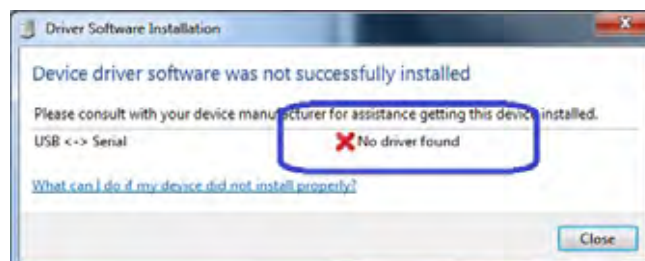 Driver Software Installation
Device driver software was not successfully installed
Please consult with your device manufacturer for assistance getting this device installed.
USB <-> Serial No driver found
What can I do if my device did not install properly?
Close